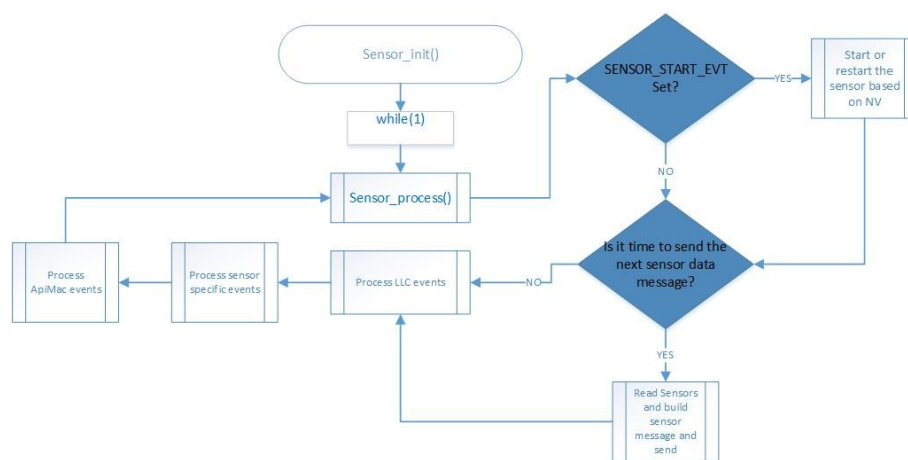 Sensor_init()
while(1)
Sensor_process()
SENSOR_START_EVT
Set?
YES
Start or
restart the
sensor based
on NV
NO
Is it time to send the
next sensor data
message?
NO
Process LLC events
Process sensor
specific events
Process
ApiMac events
YES
Read Sensors
and build
sensor
message and
send